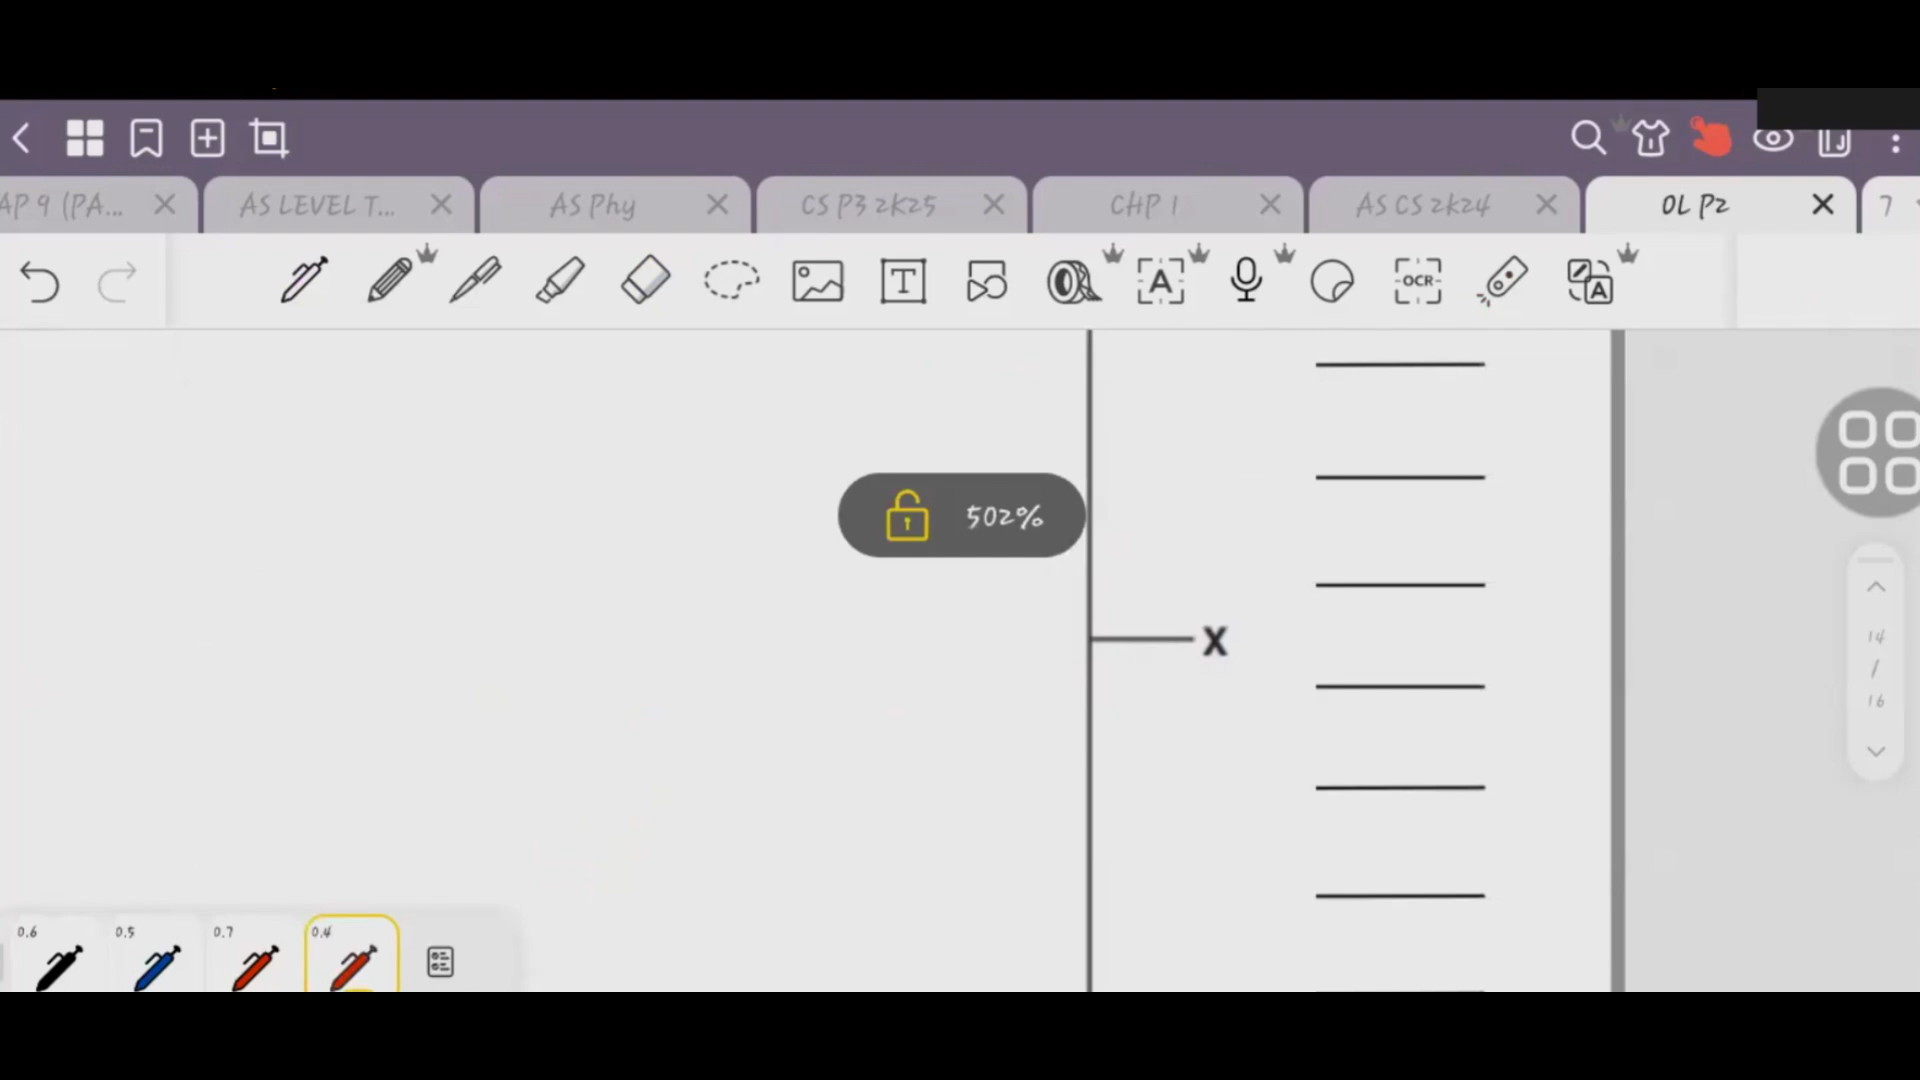 AP 9 (PA... AS LEVEL T... AS Phy CS P3 2K25 CHP 1 AS CS 2K24 OL P2 7
T A OCR A
502%
X
14
/
16
0.6 0.5 0.7 0.4